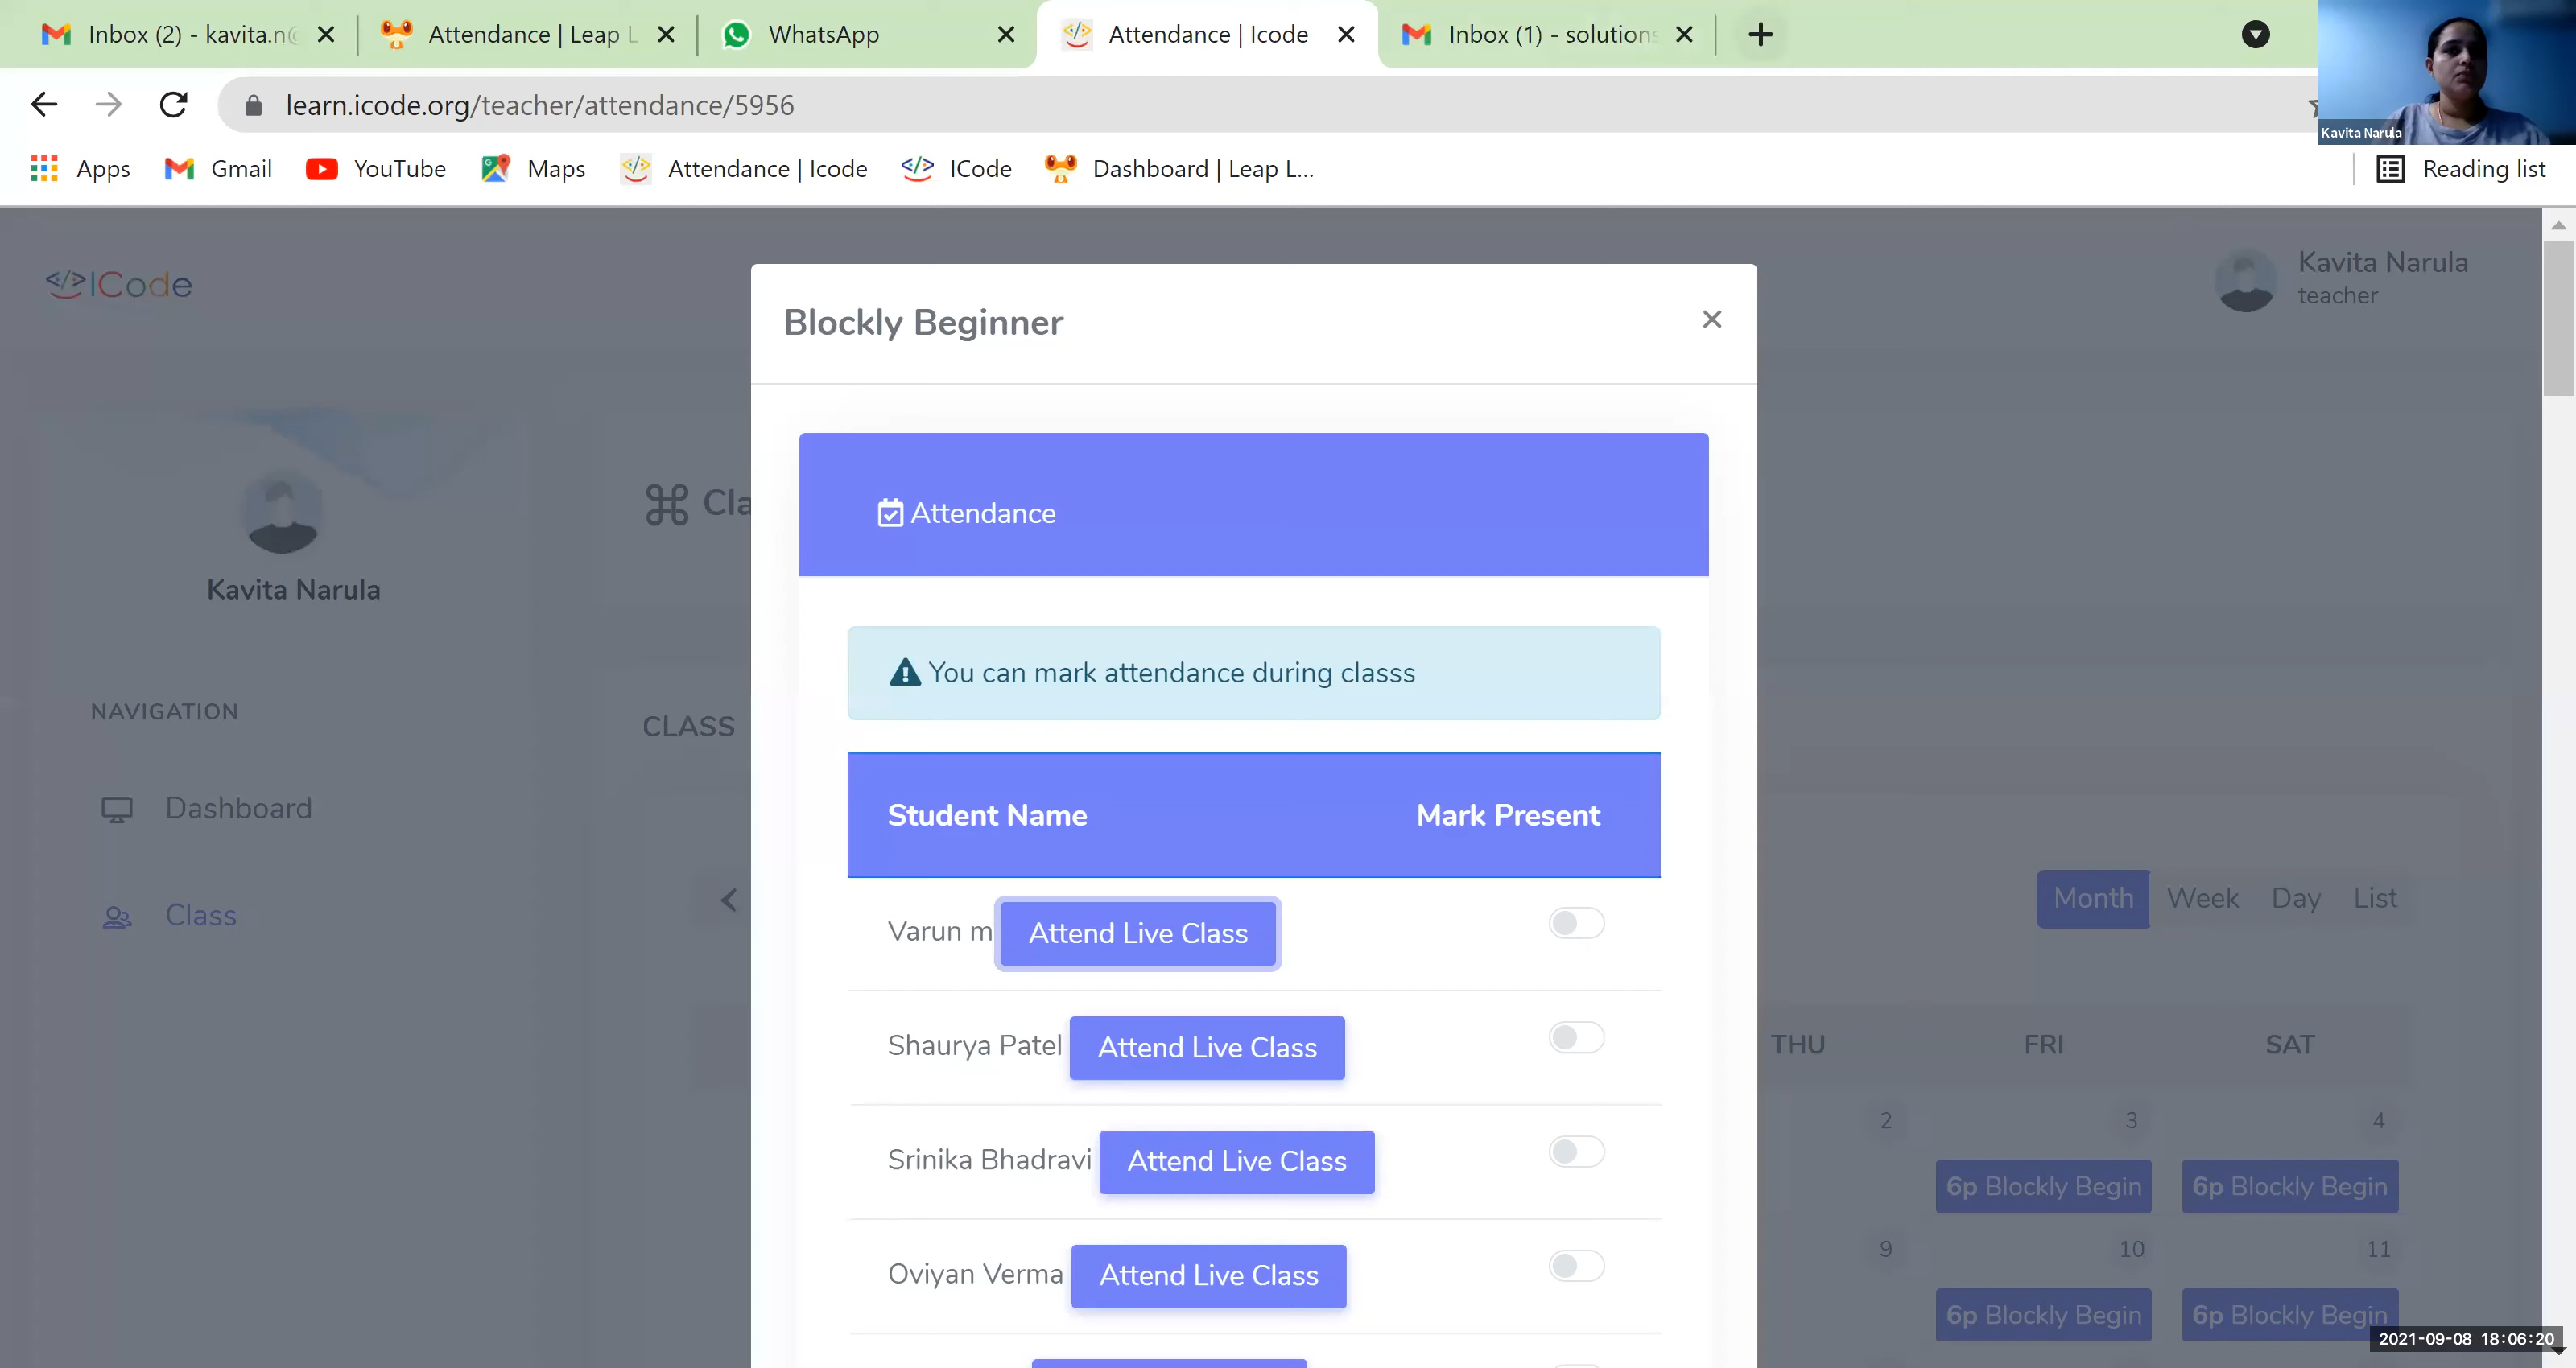 Inbox (2) - kavita.n@
Attendance | Leap L
WhatsApp
Attendance | Icode
Inbox (1) - solutions
learn.icode.org/teacher/attendance/5956
Kavita Narula
Apps
Gmail
YouTube
Maps
Attendance | Icode
ICode
Dashboard | Leap L...
Reading list
ICode
Kavita Narula
teacher
Blockly Beginner
Attendance
Kavita Narula
Cla
You can mark attendance during classs
NAVIGATION
CLASS
Dashboard
Class
Student Name Mark Present
Month Week Day List
Varun m Attend Live Class
Shaurya Patel Attend Live Class
THU FRI SAT
2 3 4
Srinika Bhadravi Attend Live Class
6p Blockly Begin 6p Blockly Begin
9 10 11
Oviyan Verma Attend Live Class
6p Blockly Begin 6p Blockly Begin
2021-09-08 18:06:20